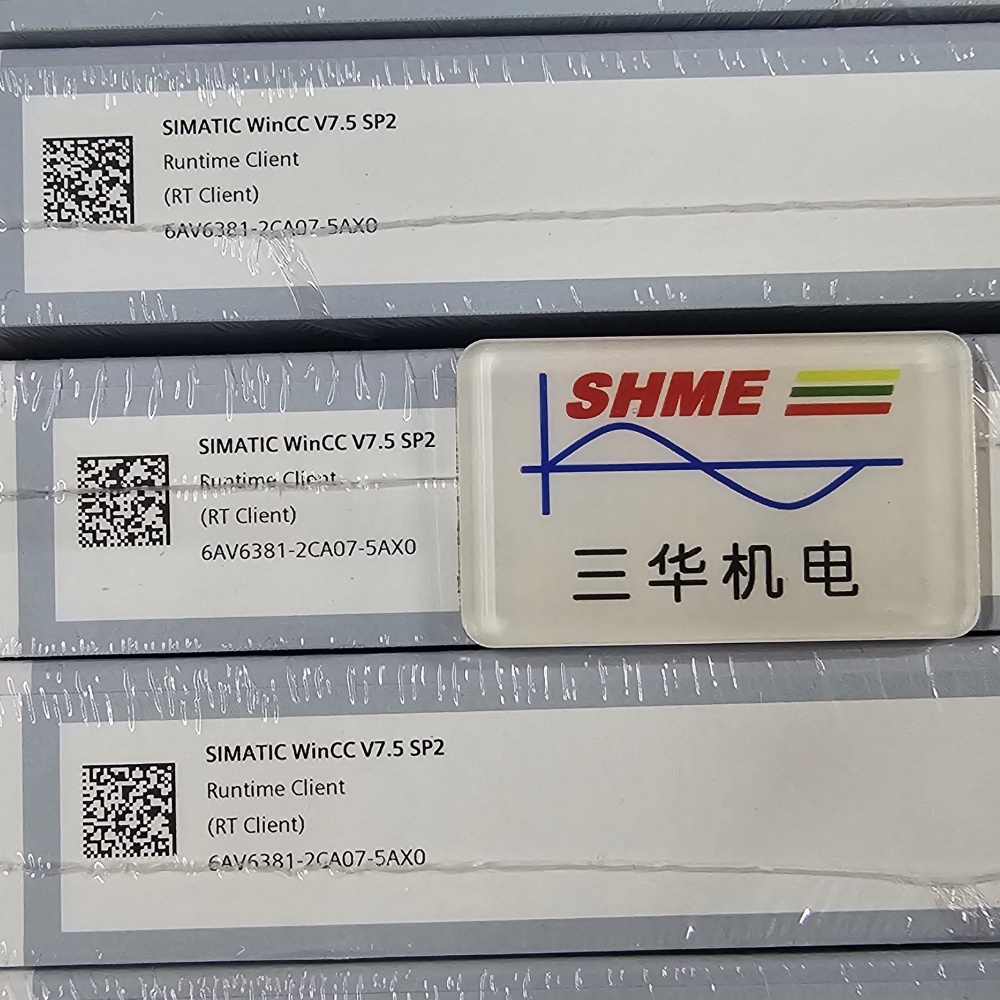 SIMATIC WinCC V7.5 SP2
Runtime Client
(RT Client)
6AV6381-2CA07-5AX0
SIMATIC WinCC V7.5 SP2
Runtime Client
(RT Client)
6AV6381-2CA07-5AX0
SHME
三华机电
SIMATIC WinCC V7.5 SP2
Runtime Client
(RT Client)
6AV6381-2CA07-5AX0